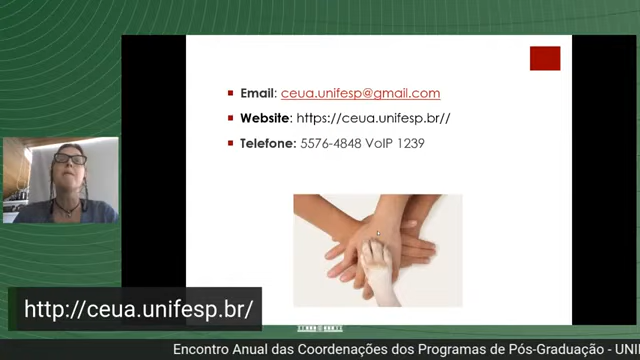 Email: ceua.unifesp@gmail.com
Website: https://ceua.unifesp.br//
Telefone: 5576-4848 VoIP 1239
http://ceua.unifesp.br/
Encontro Anual das Coordenações dos Programas de Pós-Graduação - UNI